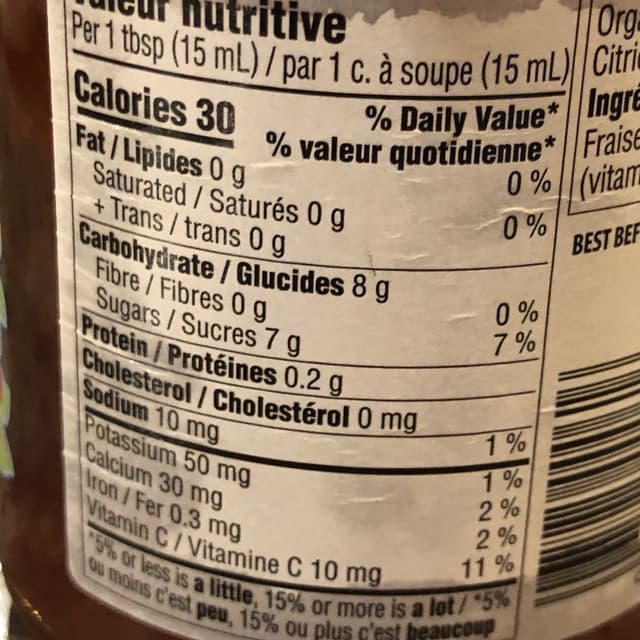 nutritive
Per 1 tbsp (15 mL) / par 1 c. à soupe (15 mL)
Calories 30
% Daily Value*
% valeur quotidienne*
Fat / Lipides 0 g 0 %
Saturated / Saturés 0 g
+ Trans / trans 0 g 0 %
Carbohydrate / Glucides 8 g
Fibre / Fibres 0 g 0 %
Sugars / Sucres 7 g 7 %
Protein / Protéines 0.2 g
Cholesterol / Cholestérol 0 mg
Sodium 10 mg 1 %
Potassium 50 mg 1 %
Calcium 30 mg 2 %
Iron / Fer 0.3 mg 2 %
Vitamin C / Vitamine C 10 mg 11 %
*5% or less is a little, 15% or more is a lot / *5%
ou moins c'est peu, 15% ou plus c'est beaucoup
Org
Citri
Ingré
Fraise
(vitam
BEST BEF